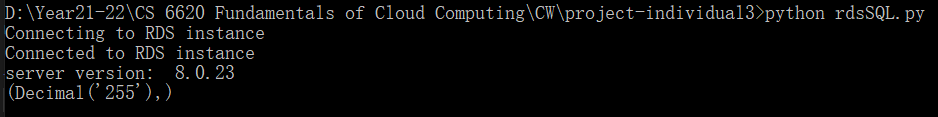 D:\Year21-22\CS 6620 Fundamentals of Cloud Computing\CW\project-individual3>python rdsSQL.py
Connecting to RDS instance
Connected to RDS instance
server version:  8.0.23
(Decimal('255'),)